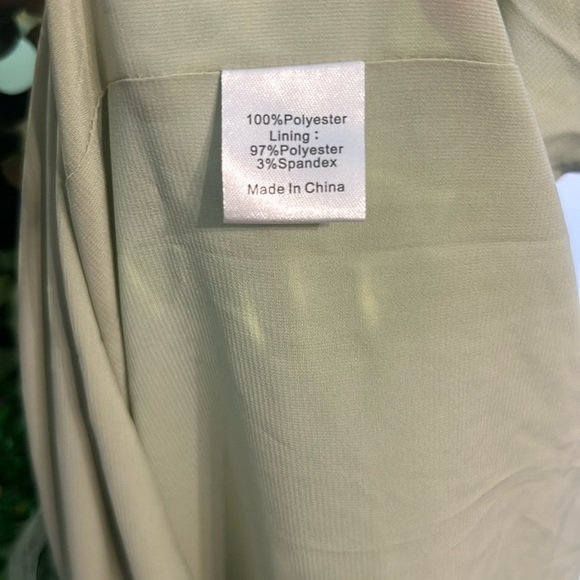 100%Polyester
Lining :
97%Polyester
3%Spandex
Made In China